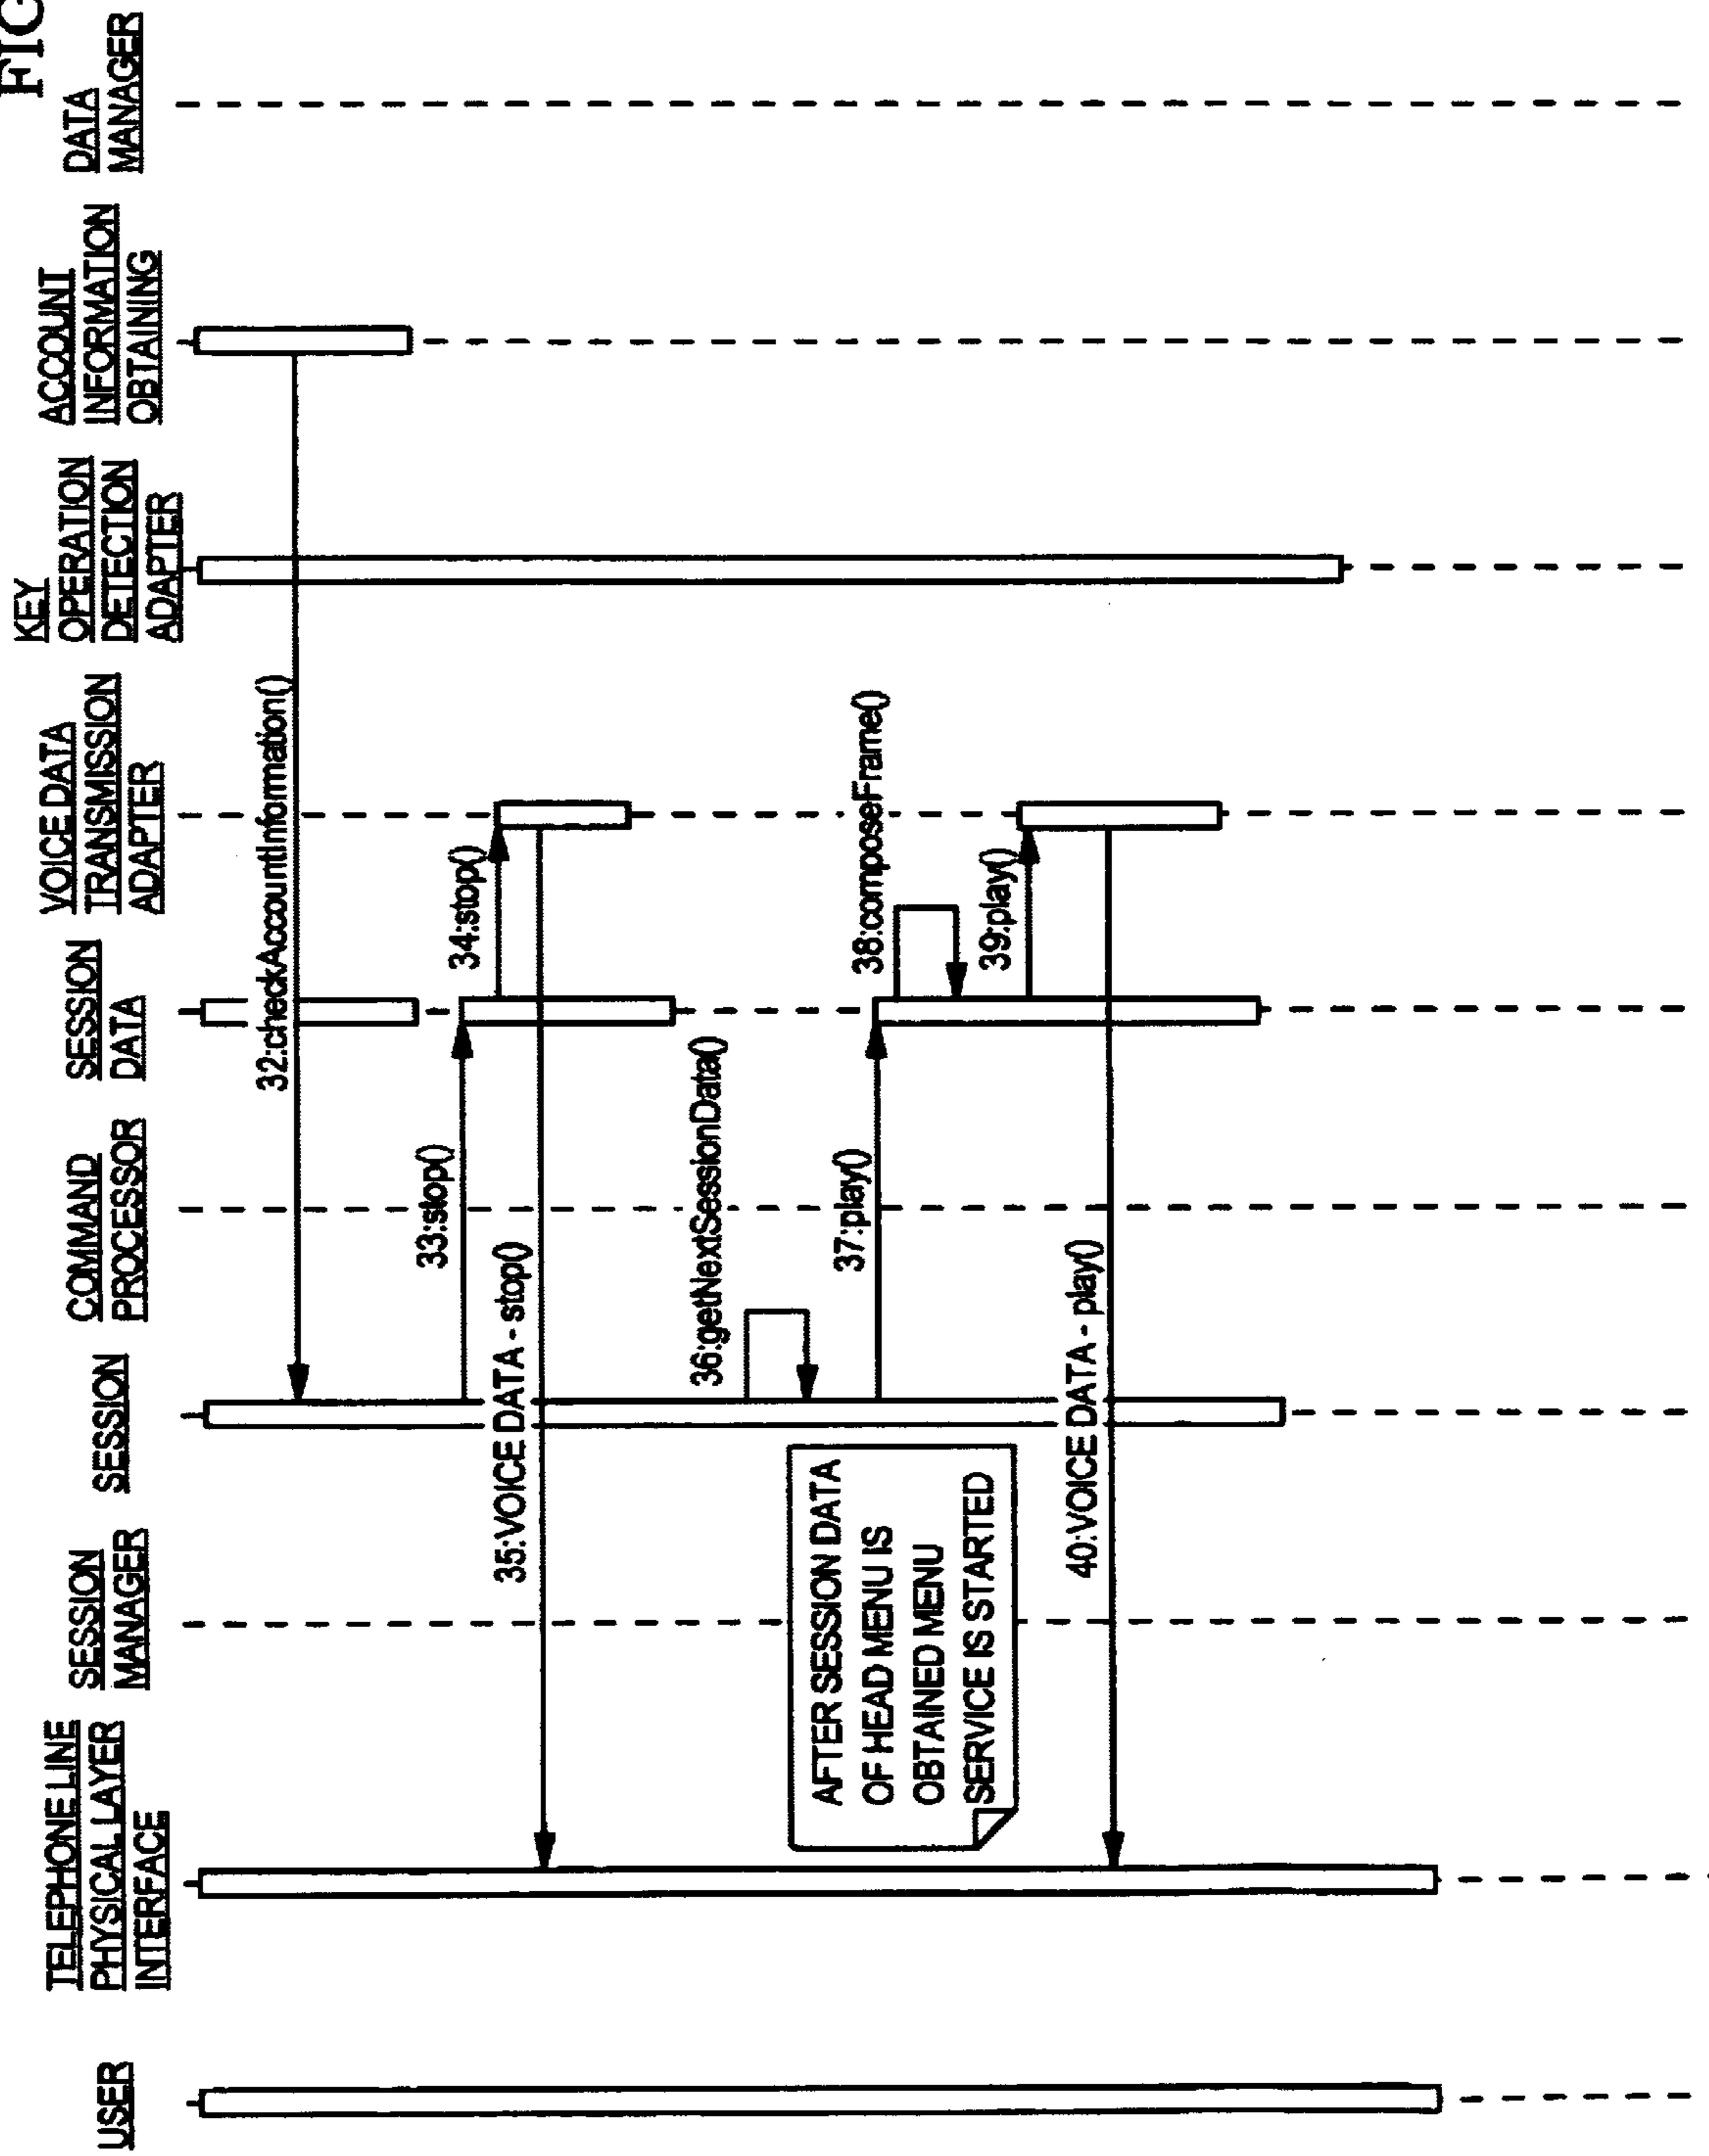 FIG
USER
TELEPHONE LINE
PHYSICAL LAYER
INTERFACE
SESSION
MANAGER
SESSION
COMMAND
PROCESSOR
SESSION
DATA
VOICE DATA
TRANSMISSION
ADAPTER
KEY
OPERATION
DETECTION
ADAPTER
ACCOUNT
INFORMATION
OBTAINING
DATA
MANAGER
32:checkAccountInformation()
33:stop()
34:stop()
35:VOICE DATA - stop()
36:getNextSessionData()
AFTER SESSION DATA
OF HEAD MENU IS
OBTAINED MENU
SERVICE IS STARTED
37:play()
38:composeFrame()
39:play()
40:VOICE DATA - play()